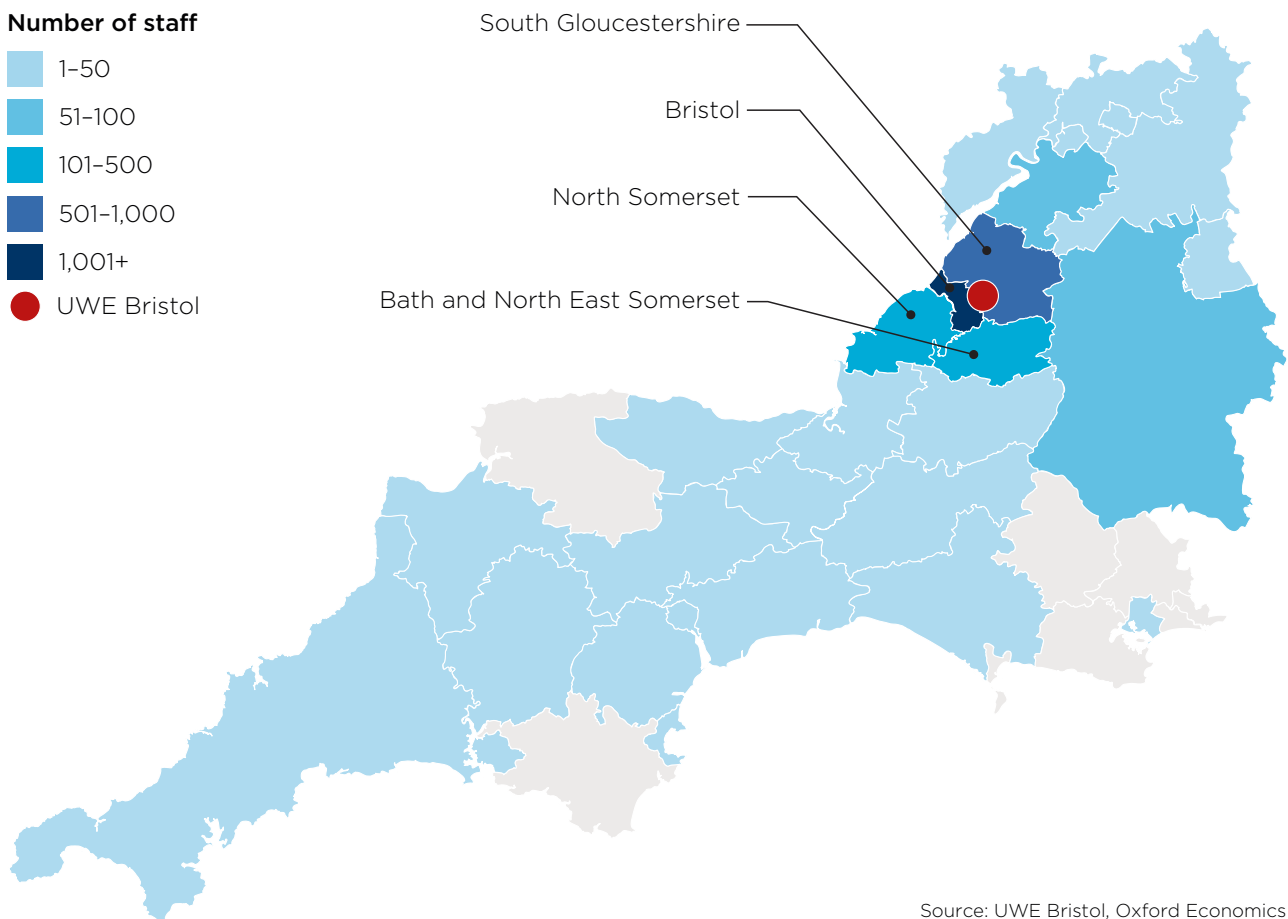 Number of staff
1–50
51–100
101–500
501–1,000
1,001+
UWE Bristol
South Gloucestershire
Bristol
North Somerset
Bath and North East Somerset
Source: UWE Bristol, Oxford Economics